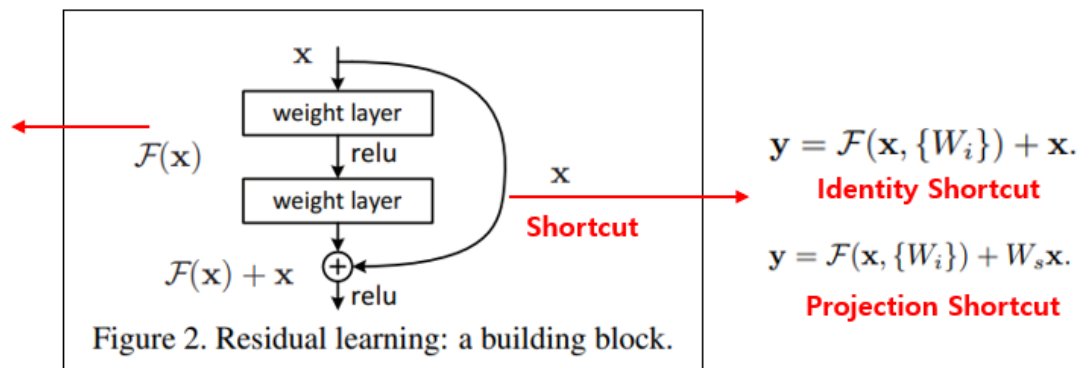 x
weight layer
F(x)
relu
weight layer
x
Shortcut
F(x) + x
relu
Figure 2. Residual learning: a building block.
y = F(x, {W_i}) + x.
Identity Shortcut
y = F(x, {W_i}) + W_s x.
Projection Shortcut